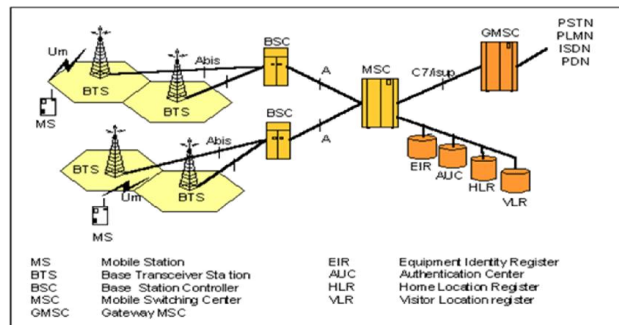 PSTN
PLMN
ISDN
PDN
GMSC
BSC
MSC
C7/isup
Um
Abis
A
BTS
BTS
MS
BSC
Abis
A
EIR
AUC
HLR
VLR
BTS
BTS
Um
MS
MS Mobile Station
BTS Base Transceiver Station
BSC Base Station Controller
MSC Mobile Switching Center
GMSC Gateway MSC
EIR Equipment Identity Register
AUC Authentication Center
HLR Home Location Register
VLR Visitor Location register